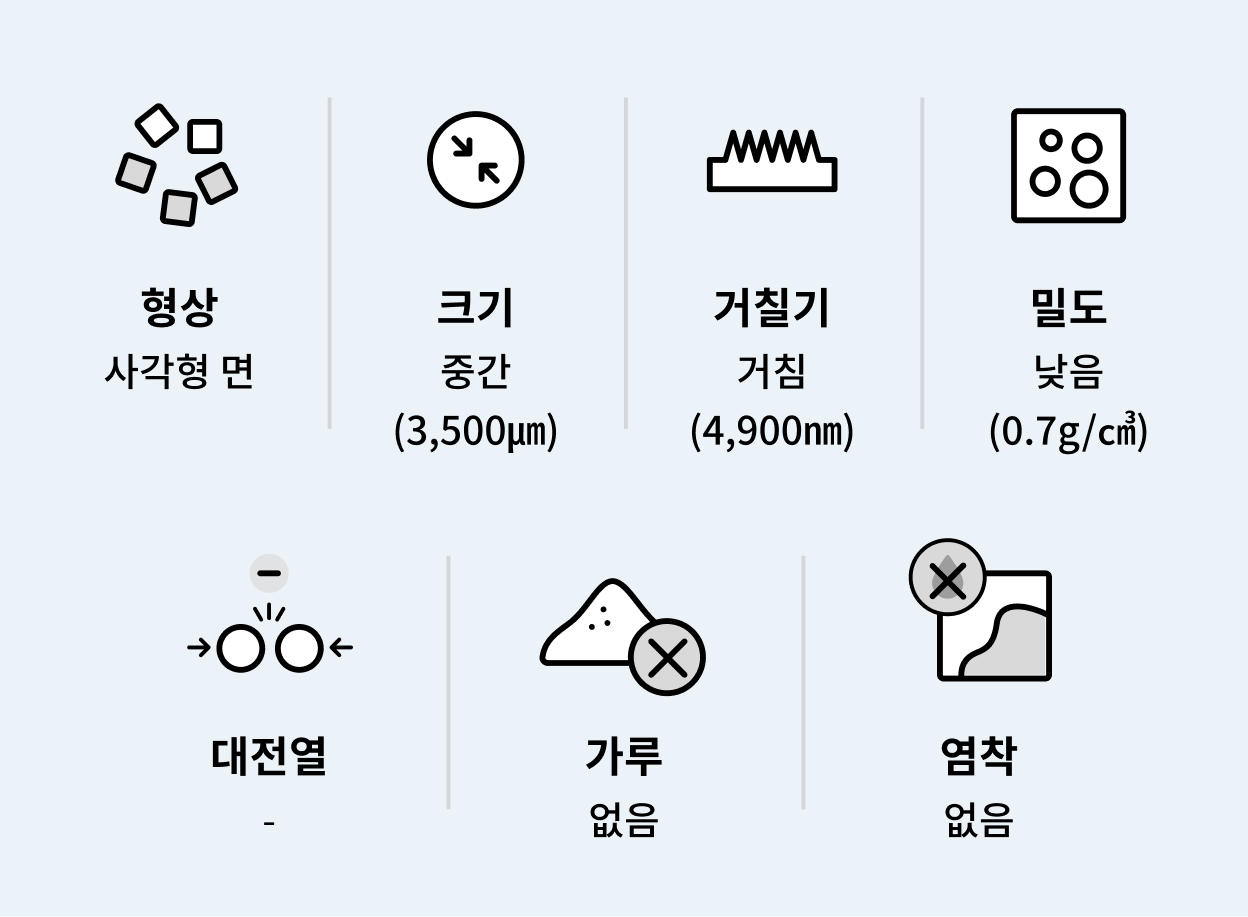 형상
사각형 면
크기
중간
(3,500μm)
거칠기
거침
(4,900nm)
밀도
낮음
(0.7g/㎤)
대전열
-
가루
없음
염착
없음